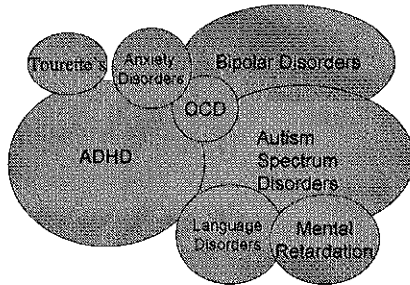 Tourette's
Anxiety
Disorders
Bipolar Disorders
OCD
ADHD
Autism
Spectrum
Disorders
Language
Disorders
Mental
Retardation